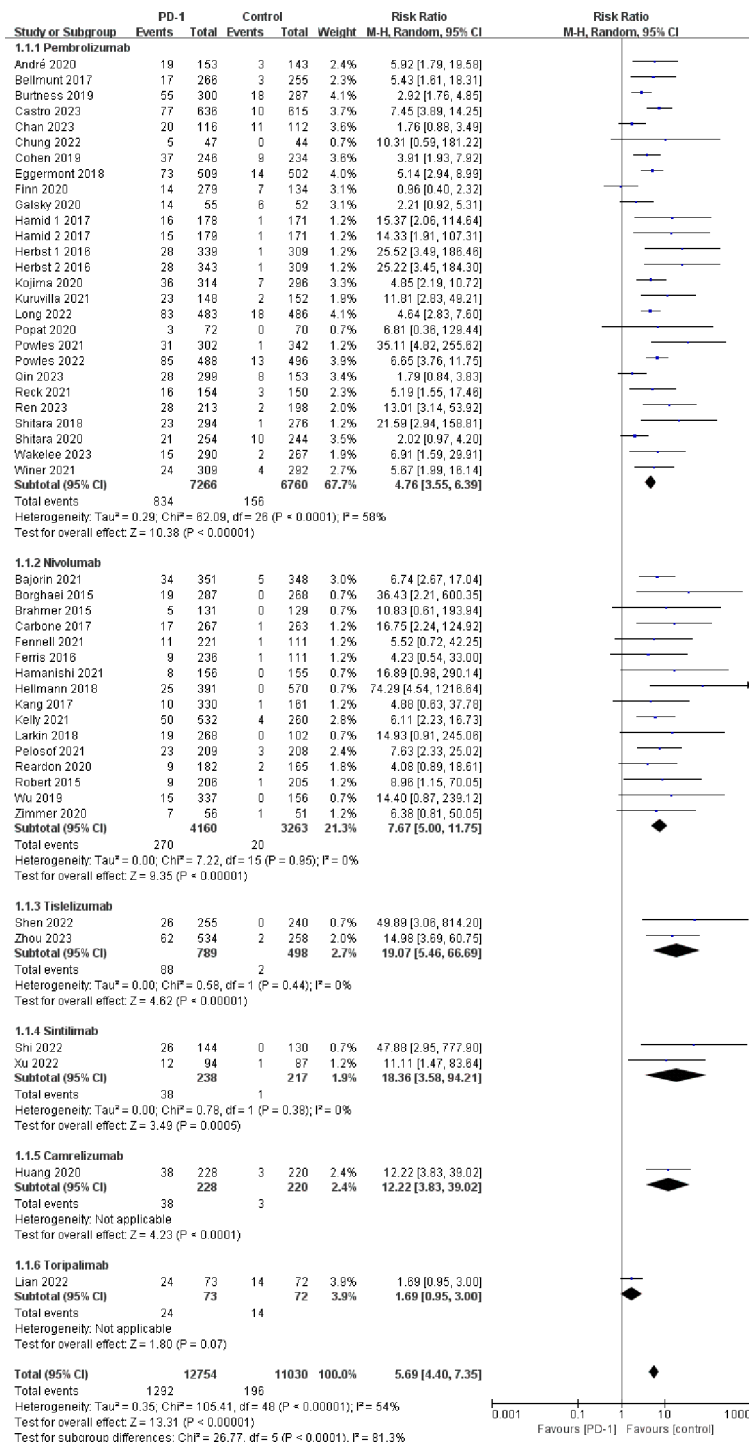 PD-1 Control Risk Ratio Risk Ratio
Study or Subgroup Events Total Events Total Weight M-H, Random, 95% CI M-H, Random, 95% CI
1.1.1 Pembrolizumab
André 2020 19 153 3 143 2.4% 5.92 [1.79, 19.58]
Bellmunt 2017 17 266 3 255 2.4% 5.43 [1.61, 18.31]
Burtness 2019 55 300 18 287 4.1% 2.92 [1.76, 4.85]
Castro 2023 77 636 10 615 3.8% 7.45 [3.89, 14.25]
Chan 2023 20 116 11 112 3.6% 1.76 [0.88, 3.49]
Chung 2022 5 47 0 44 0.7% 10.31 [0.59, 181.22]
Cohen 2019 37 246 9 234 3.6% 3.91 [1.93, 7.92]
Eggermont 2018 73 509 14 502 4.0% 5.14 [2.94, 8.99]
Finn 2020 14 279 7 134 3.2% 0.96 [0.40, 2.32]
Galsky 2020 14 55 6 52 3.2% 2.21 [0.92, 5.31]
Hamid 1 2017 16 178 1 171 1.2% 15.37 [2.06, 114.64]
Hamid 2 2017 15 179 1 171 1.2% 14.33 [1.91, 107.31]
Herbst 1 2016 28 339 1 309 1.2% 25.52 [3.49, 186.46]
Herbst 2 2016 28 343 1 309 1.2% 25.22 [3.45, 184.30]
Kojima 2020 36 314 7 296 3.4% 4.85 [2.19, 10.72]
Kuruvilla 2021 23 148 2 152 1.9% 11.81 [2.83, 49.21]
Long 2022 83 483 18 486 4.1% 4.64 [2.83, 7.60]
Popat 2020 3 72 0 70 0.7% 6.81 [0.36, 129.44]
Powles 2021 31 302 1 342 1.2% 35.11 [4.82, 255.62]
Powles 2022 85 488 13 496 4.0% 6.65 [3.76, 11.75]
Qin 2023 28 299 8 153 3.5% 1.79 [0.84, 3.83]
Reck 2021 16 154 3 150 2.4% 5.19 [1.55, 17.46]
Ren 2023 28 213 2 198 2.0% 13.01 [3.14, 53.92]
Shitara 2018 23 294 1 276 1.2% 21.59 [2.94, 158.81]
Shitara 2020 21 254 10 244 3.5% 2.02 [0.97, 4.20]
Wakelee 2023 15 290 2 267 1.9% 6.91 [1.59, 29.91]
Winer 2021 24 309 4 292 2.7% 5.67 [1.99, 16.14]
Subtotal (95% CI) 7266 6760 67.7% 4.76 [3.55, 6.39]
Total events 834 156
Heterogeneity: Tau² = 0.29; Chi² = 62.09, df = 26 (P < 0.0001); I² = 58%
Test for overall effect: Z = 10.38 (P < 0.00001)
1.1.2 Nivolumab
Bajorin 2021 34 351 5 348 3.0% 6.74 [2.67, 17.04]
Borghaei 2015 19 287 0 268 0.7% 36.43 [2.21, 600.35]
Brahmer 2015 5 131 0 129 0.7% 10.83 [0.61, 193.94]
Carbone 2017 17 267 1 263 1.2% 16.75 [2.24, 124.92]
Fennell 2021 11 221 1 111 1.2% 5.52 [0.72, 42.25]
Ferris 2016 9 236 1 111 1.2% 4.23 [0.54, 33.00]
Hamanishi 2021 8 156 0 155 0.7% 16.89 [0.98, 290.14]
Hellmann 2018 25 391 0 570 0.7% 74.29 [4.54, 1216.64]
Kang 2017 10 330 1 161 1.2% 4.88 [0.63, 37.78]
Kelly 2021 50 532 4 260 2.8% 6.11 [2.23, 16.73]
Larkin 2018 19 268 0 102 0.7% 14.93 [0.91, 245.06]
Pelosof 2021 23 209 3 208 2.4% 7.63 [2.33, 25.02]
Reardon 2020 9 182 2 165 1.8% 4.08 [0.89, 18.61]
Robert 2015 9 206 1 205 1.2% 8.96 [1.15, 70.05]
Wu 2019 15 337 0 156 0.7% 14.40 [0.87, 239.12]
Zimmer 2020 7 56 1 51 1.2% 6.38 [0.81, 50.05]
Subtotal (95% CI) 4160 3263 21.3% 7.67 [5.00, 11.75]
Total events 270 20
Heterogeneity: Tau² = 0.00; Chi² = 7.22, df = 15 (P = 0.95); I² = 0%
Test for overall effect: Z = 9.35 (P < 0.00001)
1.1.3 Tislelizumab
Shen 2022 26 255 0 240 0.7% 49.89 [3.06, 814.20]
Zhou 2023 62 534 2 258 2.0% 14.98 [3.69, 60.75]
Subtotal (95% CI) 789 498 2.7% 19.07 [5.46, 66.69]
Total events 88 2
Heterogeneity: Tau² = 0.00; Chi² = 0.58, df = 1 (P = 0.44); I² = 0%
Test for overall effect: Z = 4.62 (P < 0.00001)
1.1.4 Sintilimab
Shi 2022 26 144 0 130 0.7% 47.88 [2.95, 777.90]
Xu 2022 12 94 1 87 1.2% 11.11 [1.47, 83.64]
Subtotal (95% CI) 238 217 1.9% 18.36 [3.58, 94.21]
Total events 38 1
Heterogeneity: Tau² = 0.00; Chi² = 0.78, df = 1 (P = 0.38); I² = 0%
Test for overall effect: Z = 3.49 (P = 0.0005)
1.1.5 Camrelizumab
Huang 2020 38 228 3 220 2.4% 12.22 [3.83, 39.02]
Subtotal (95% CI) 228 220 2.4% 12.22 [3.83, 39.02]
Total events 38 3
Heterogeneity: Not applicable
Test for overall effect: Z = 4.23 (P < 0.0001)
1.1.6 Toripalimab
Lian 2022 24 73 14 72 3.9% 1.69 [0.95, 3.00]
Subtotal (95% CI) 73 72 3.9% 1.69 [0.95, 3.00]
Total events 24 14
Heterogeneity: Not applicable
Test for overall effect: Z = 1.80 (P = 0.07)
Total (95% CI) 12754 11030 100.0% 5.69 [4.40, 7.35]
Total events 1292 196
Heterogeneity: Tau² = 0.35; Chi² = 105.41, df = 48 (P < 0.00001); I² = 54%
Test for overall effect: Z = 13.31 (P < 0.00001)
Test for subgroup differences: Chi² = 26.77, df = 5 (P < 0.0001), I² = 81.3%
0.001 0.1 1 10 1000
Favours [PD-1] Favours [control]